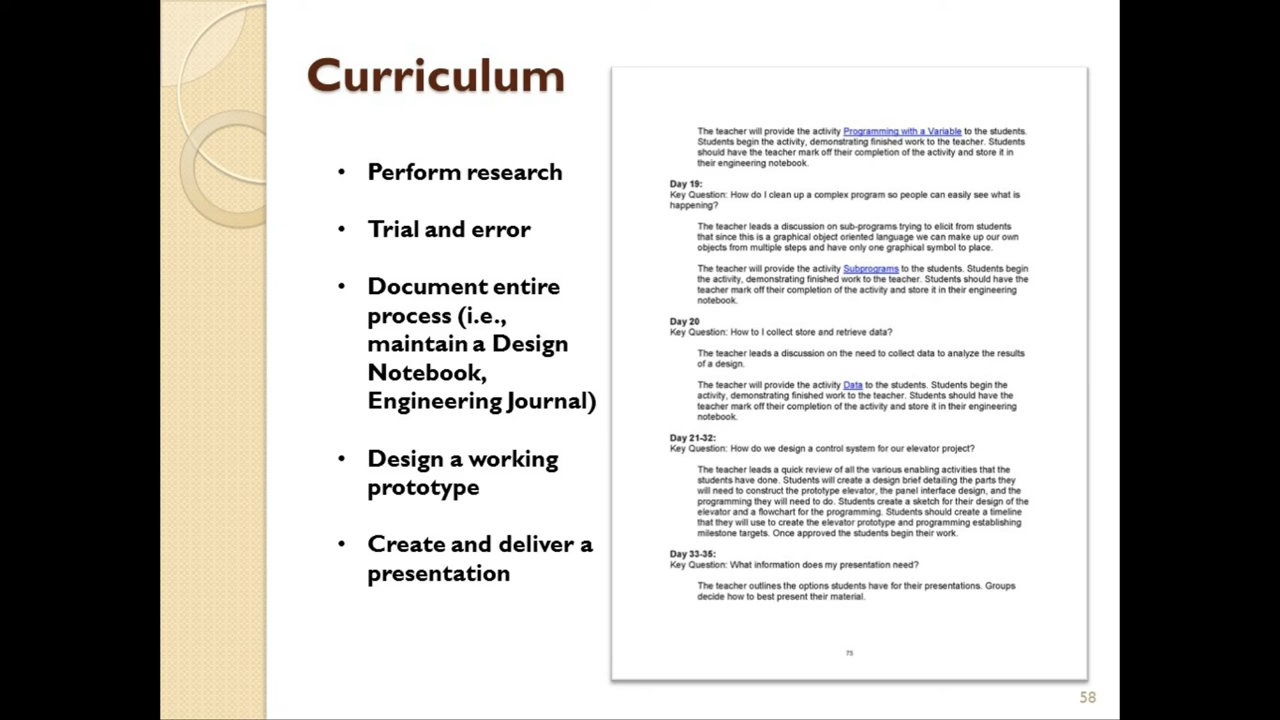 Curriculum
• Perform research
• Trial and error
• Document entire
process (i.e.,
maintain a Design
Notebook,
Engineering Journal)
• Design a working
prototype
• Create and deliver a
presentation
The teacher will provide the activity Programming with a Variable to the students.
Students begin the activity, demonstrating finished work to the teacher. Students
should have the teacher mark off their completion of the activity and store it in
their engineering notebook.
Day 19:
Key Question: How do I clean up a complex program so people can easily see what is
happening?
The teacher leads a discussion on sub-programs trying to elicit from students
that since this is a graphical object oriented language we can make up our own
objects from multiple steps and have only one graphical symbol to place.
The teacher will provide the activity Subprograms to the students. Students begin
the activity, demonstrating finished work to the teacher. Students should have the
teacher mark off their completion of the activity and store it in their engineering
notebook.
Day 20
Key Question: How to I collect store and retrieve data?
The teacher leads a discussion on the need to collect data to analyze the results
of a design.
The teacher will provide the activity Data to the students. Students begin the
activity, demonstrating finished work to the teacher. Students should have the
teacher mark off their completion of the activity and store it in their engineering
notebook.
Day 21-32:
Key Question: How do we design a control system for our elevator project?
The teacher leads a quick review of all the various enabling activities that the
students have done. Students will create a design brief detailing the parts they
will need to construct the prototype elevator, the panel interface design, and the
programming they will need to do. Students create a sketch for their design of the
elevator and a flowchart for the programming. Students should create a timeline
that they will use to create the elevator prototype and programming establishing
milestone targets. Once approved the students begin their work.
Day 33-35:
Key Question: What information does my presentation need?
The teacher outlines the options students have for their presentations. Groups
decide how to best present their material.
73
58